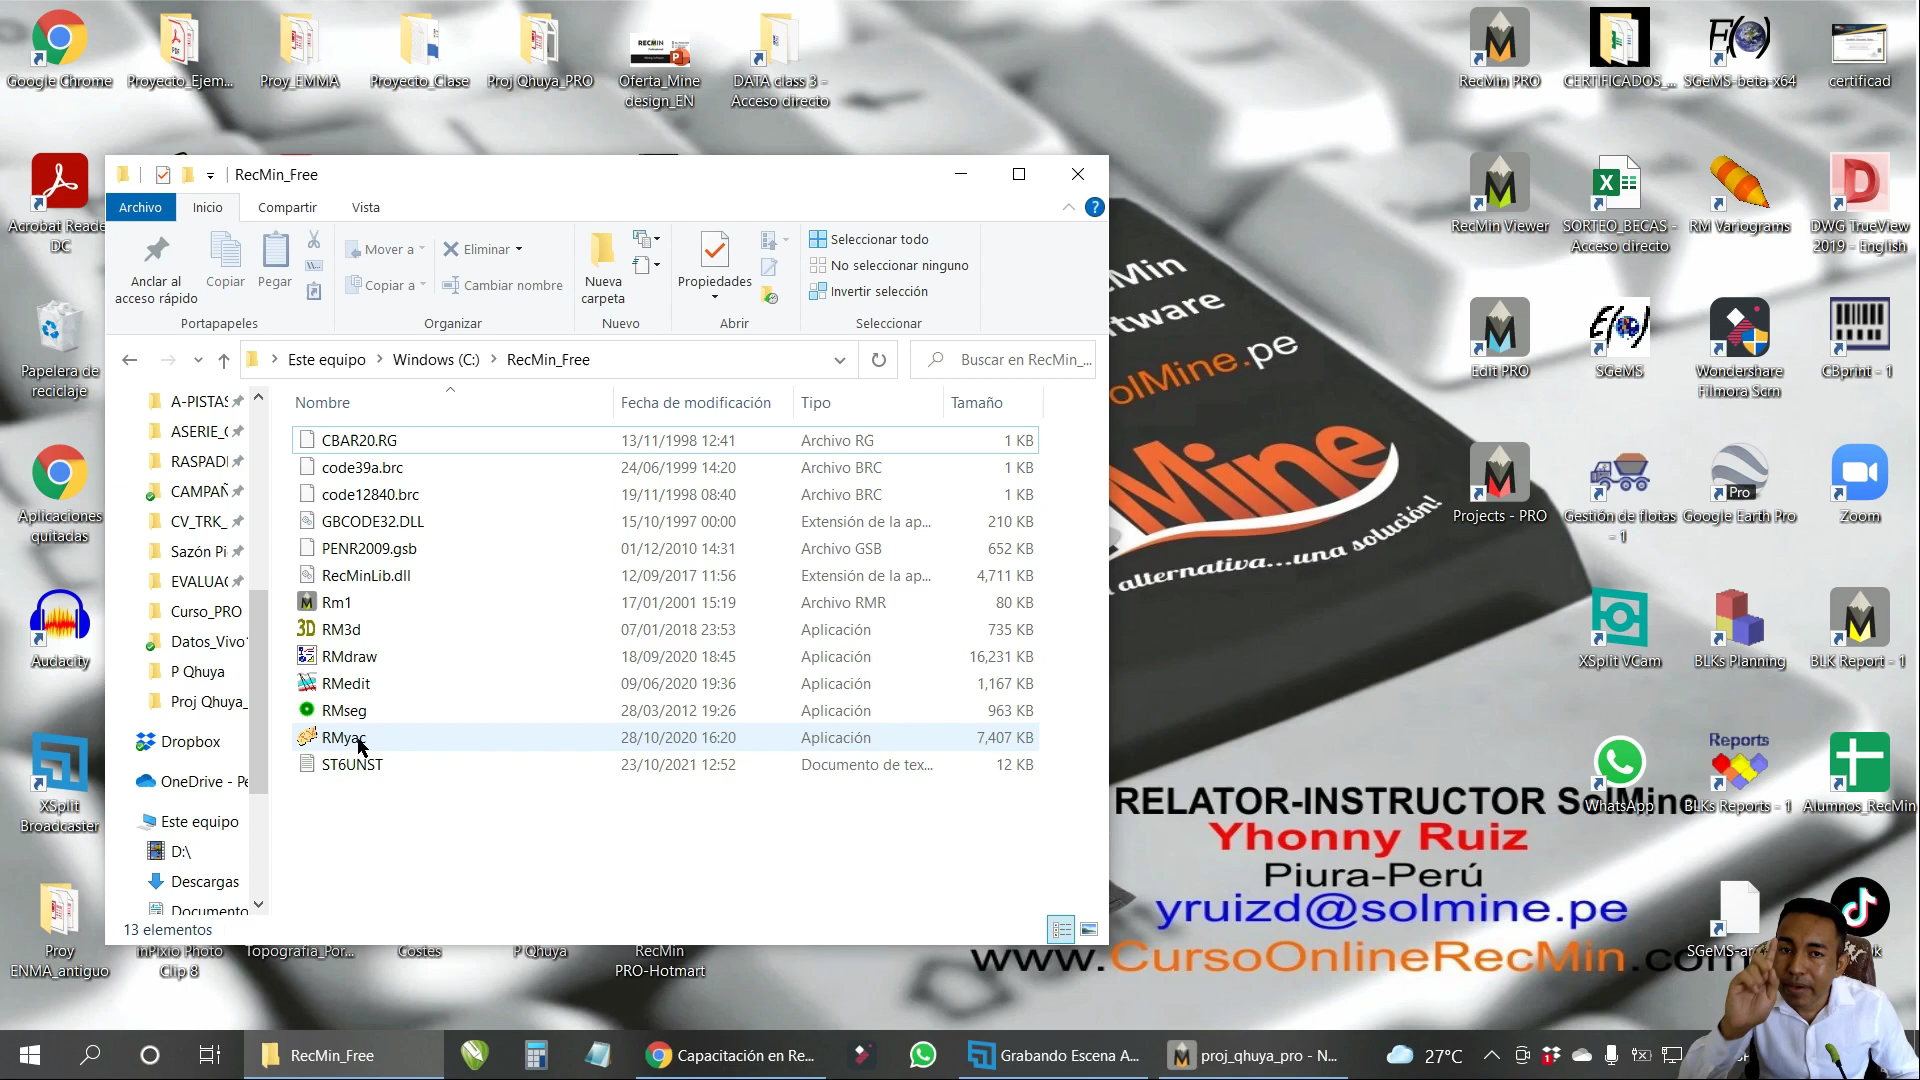 Google Chrome
Proyecto_Ejem...
Proy_EMMA
Proyecto_Clase
Proj Qhuya_PRO
Oferta_Mine
design_EN
DATA class 3 -
Acceso directo
RecMin PRO
CERTIFICADOS_...
SGeMS-beta-x64
certificad
Acrobat Reade
DC
RecMin Viewer
SORTEO_BECAS -
Acceso directo
RM Variograms
DWG TrueView
2019 - English
Papelera de
reciclaje
Edit PRO
SGeMS
Wondershare
Filmora Scrn
CBprint - 1
Aplicaciones
quitadas
Projects - PRO
Gestión de flotas
- 1
Google Earth Pro
Pro
Zoom
Audacity
XSplit VCam
BLKs Planning
BLK Report - 1
XSplit
Broadcaster
WhatsApp
Reports
BLKs Reports - 1
Alumnos_RecMin
Proy
ENMA_antiguo
inPixio Photo
Clip 8
Topografia_Por...
Costes
P Qhuya
RecMin
PRO-Hotmart
RecMin_Free
Archivo
Inicio
Compartir
Vista
Anclar al
acceso rápido
Copiar
Pegar
Portapapeles
Mover a
Copiar a
Eliminar
Cambiar nombre
Organizar
Nueva
carpeta
Nuevo
Propiedades
Abrir
Seleccionar todo
No seleccionar ninguno
Invertir selección
Seleccionar
Este equipo > Windows (C:) > RecMin_Free
Buscar en RecMin_...
A-PISTAS
ASERIE_
RASPADI
CAMPAÑ
CV_TRK_
Sazón Pi
EVALUA
Curso_PRO
Datos_Vivo
P Qhuya
Proj Qhuya_
Dropbox
OneDrive - Pe
Este equipo
D:\
Descargas
Documento
Nombre Fecha de modificación Tipo Tamaño
CBAR20.RG 13/11/1998 12:41 Archivo RG 1 KB
code39a.brc 24/06/1999 14:20 Archivo BRC 1 KB
code12840.brc 19/11/1998 08:40 Archivo BRC 1 KB
GBCODE32.DLL 15/10/1997 00:00 Extensión de la ap... 210 KB
PENR2009.gsb 01/12/2010 14:31 Archivo GSB 652 KB
RecMinLib.dll 12/09/2017 11:56 Extensión de la ap... 4,711 KB
Rm1 17/01/2001 15:19 Archivo RMR 80 KB
RM3d 07/01/2018 23:53 Aplicación 735 KB
RMdraw 18/09/2020 18:45 Aplicación 16,231 KB
RMedit 09/06/2020 19:36 Aplicación 1,167 KB
RMseg 28/03/2012 19:26 Aplicación 963 KB
RMyac 28/10/2020 16:20 Aplicación 7,407 KB
ST6UNST 23/10/2021 12:52 Documento de tex... 12 KB
13 elementos
Min
tware
olMine.pe
Mine
alternativa...una solución!
RELATOR-INSTRUCTOR SolMine
Yhonny Ruiz
Piura-Perú
yruizd@solmine.pe
www.CursoOnlineRecMin.com
RecMin_Free
Capacitación en Re...
Grabando Escena A...
proj_qhuya_pro - N...
27°C